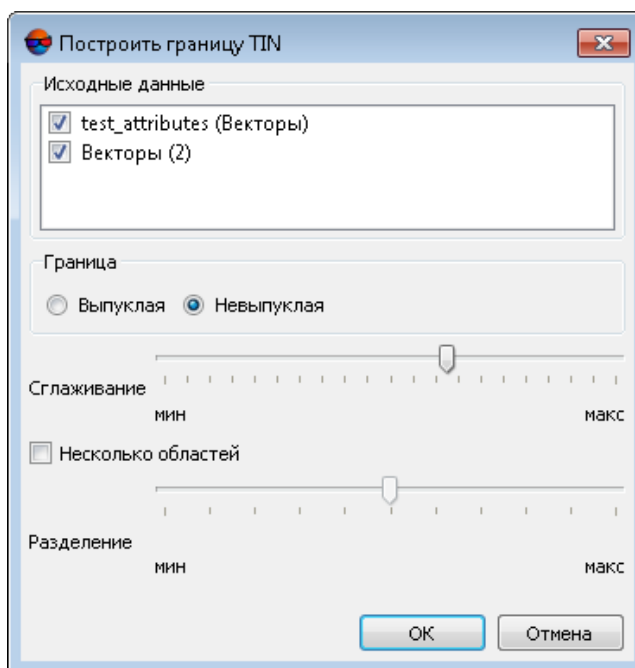 Построить границу TIN
Исходные данные
test_attributes (Векторы)
Векторы (2)
Граница
Выпуклая
Невыпуклая
Сглаживание
мин
макс
Несколько областей
Разделение
мин
макс
OK
Отмена